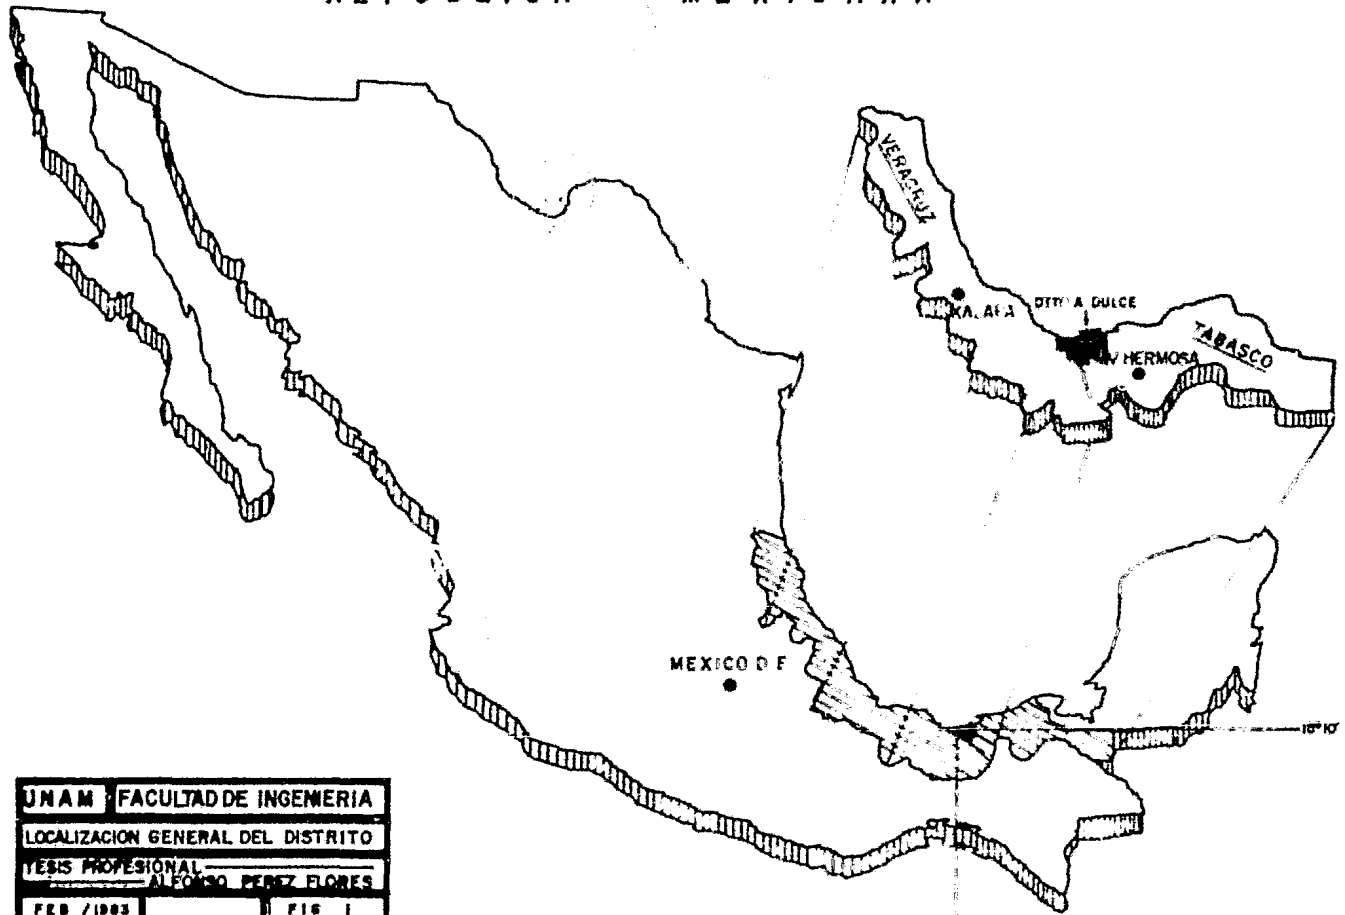 VERACRUZ
DULCE
HERMOSA
TABASCO
MEXICO D F
UNAM FACULTAD DE INGENIERIA
LOCALIZACION GENERAL DEL DISTRITO
TESIS PROFESIONAL
ALFONSO PEREZ FLORES
FEB /1983 FIG 1